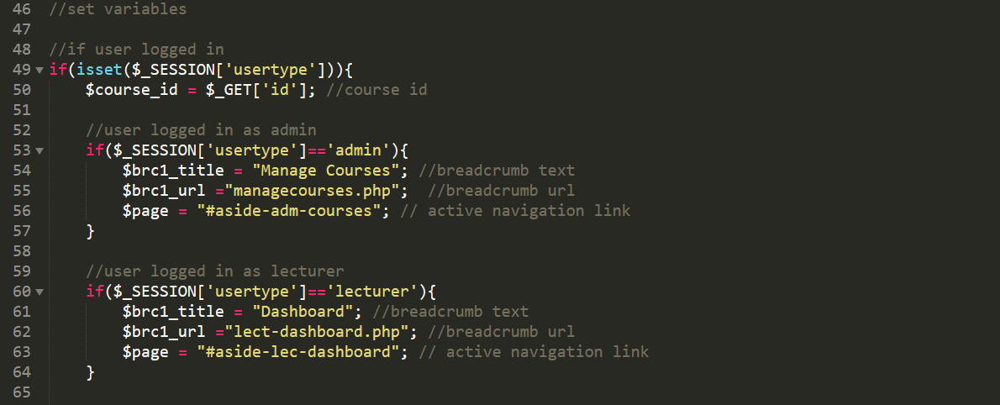 46 //set variables
47
48 //if user logged in
49 if(isset($_SESSION['usertype'])){
50 $course_id = $_GET['id']; //course id
51
52 //user logged in as admin
53 if($_SESSION['usertype']=='admin'){
54 $brc1_title = "Manage Courses"; //breadcrumb text
55 $brc1_url ="managecourses.php";  //breadcrumb url
56 $page = "#aside-adm-courses"; // active navigation link
57 }
58
59 //user logged in as lecturer
60 if($_SESSION['usertype']=='lecturer'){
61 $brc1_title = "Dashboard"; //breadcrumb text
62 $brc1_url ="lect-dashboard.php"; //breadcrumb url
63 $page = "#aside-lec-dashboard"; // active navigation link
64 }
65